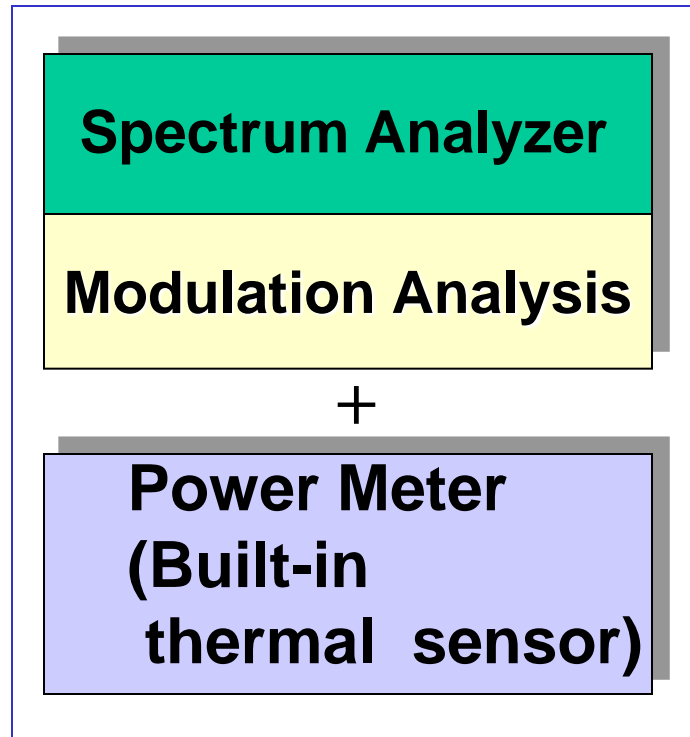 Spectrum Analyzer
Modulation Analysis
+
Power Meter
(Built-in
thermal sensor)